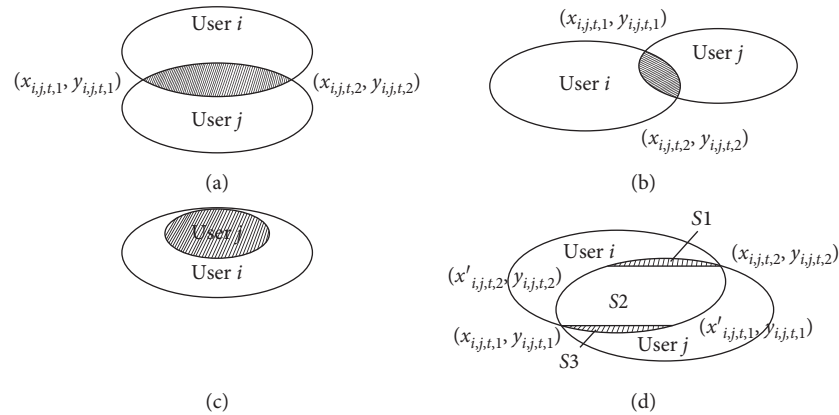 User i
(x_{i,j,t,1}, y_{i,j,t,1})
(x_{i,j,t,2}, y_{i,j,t,2})
User j
(a)
(x_{i,j,t,1}, y_{i,j,t,1})
User j
User i
(x_{i,j,t,2}, y_{i,j,t,2})
(b)
User j
User i
(c)
S1
User i
(x_{i,j,t,2}, y_{i,j,t,2})
(x'_{i,j,t,2}, y_{i,j,t,2})
S2
(x_{i,j,t,1}, y_{i,j,t,1})
(x'_{i,j,t,1}, y_{i,j,t,1})
User j
S3
(d)